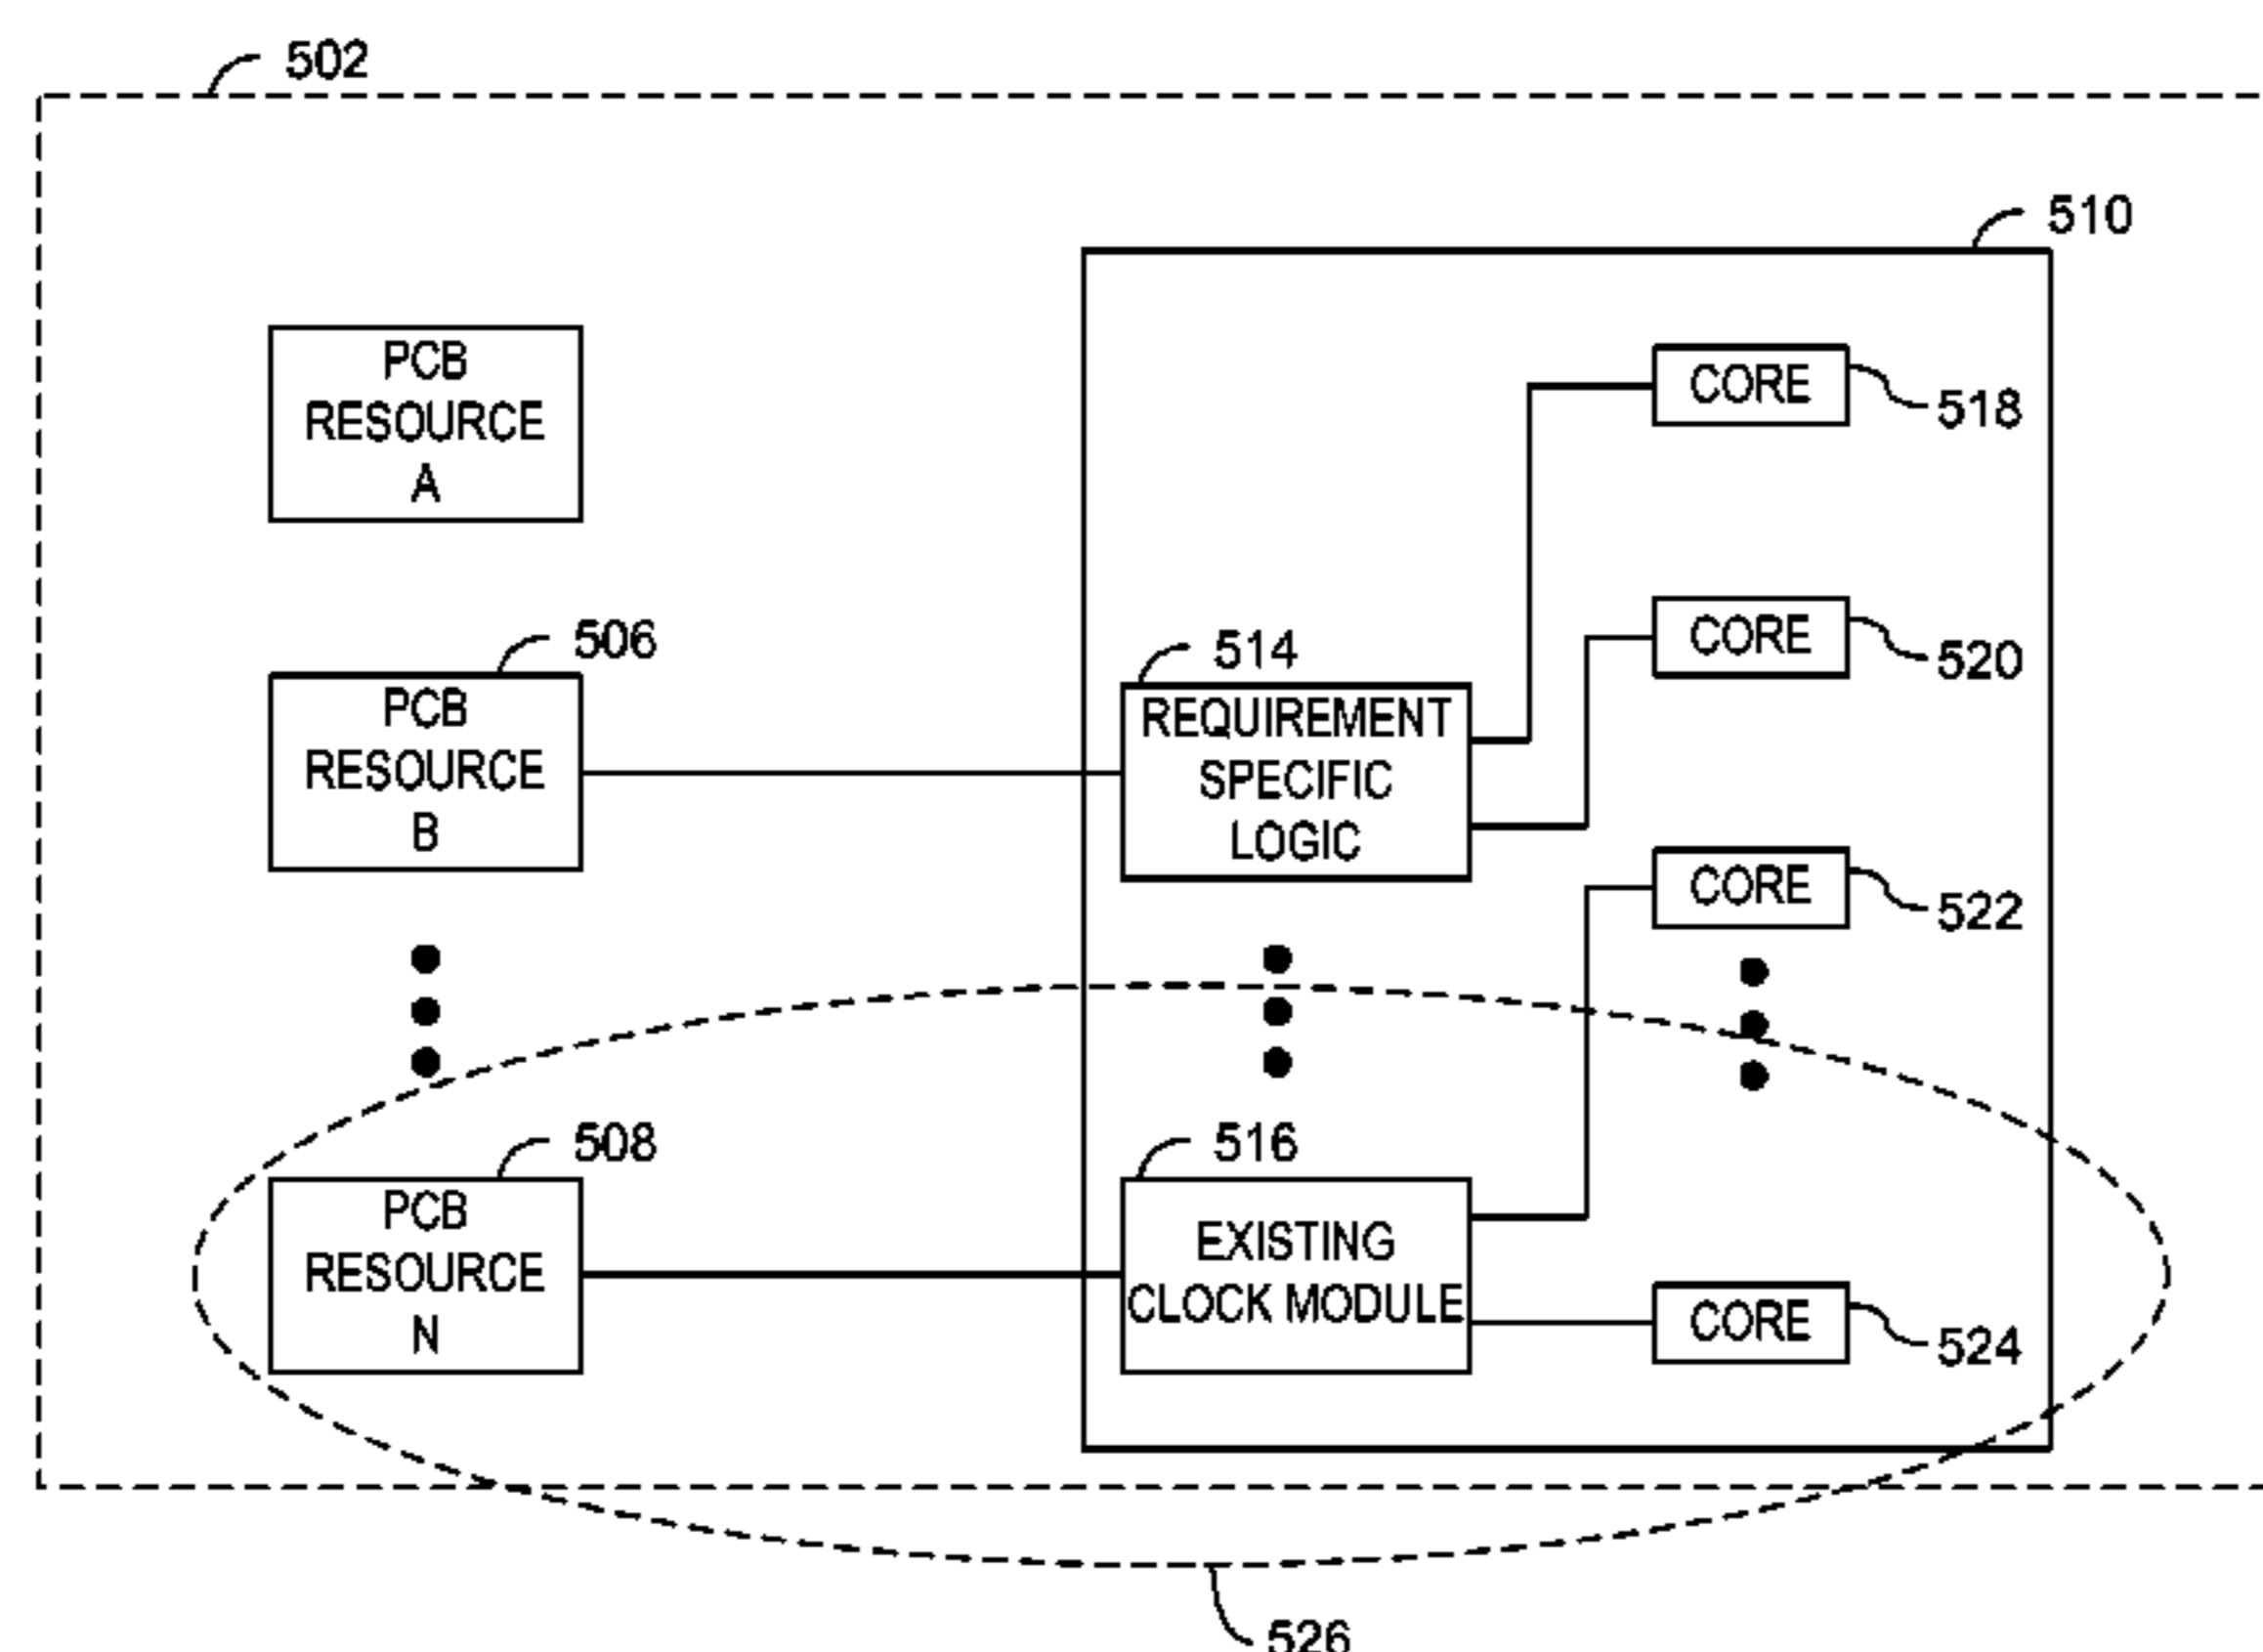 502
510
PCB
RESOURCE
A
CORE
518
506
PCB
RESOURCE
B
514
REQUIREMENT
SPECIFIC
LOGIC
CORE
520
CORE
522
508
PCB
RESOURCE
N
516
EXISTING
CLOCK MODULE
CORE
524
526